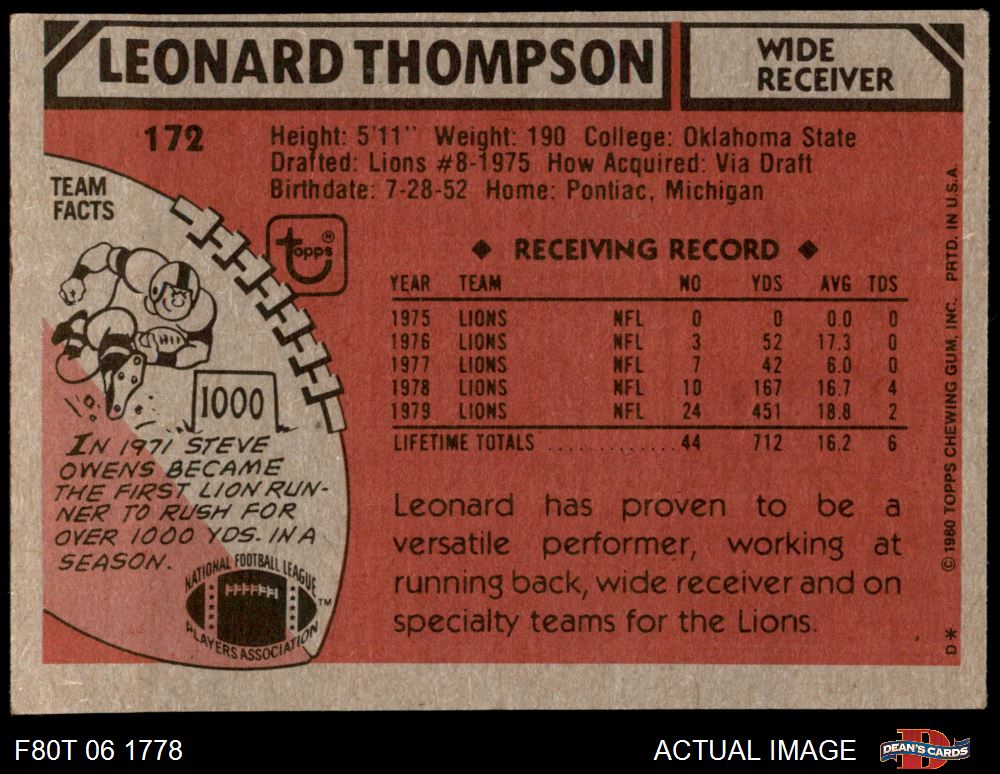 LEONARD THOMPSON
WIDE
RECEIVER
172
Height: 5'11" Weight: 190 College: Oklahoma State
Drafted: Lions #8-1975 How Acquired: Via Draft
Birthdate: 7-28-52 Home: Pontiac, Michigan
TEAM
FACTS
topps®
◆ RECEIVING RECORD ◆
YEAR TEAM NO YDS AVG TDS
1975 LIONS NFL 0 0 0.0 0
1976 LIONS NFL 3 52 17.3 0
1977 LIONS NFL 7 42 6.0 0
1978 LIONS NFL 10 167 16.7 4
1979 LIONS NFL 24 451 18.8 2
LIFETIME TOTALS ............. 44 712 16.2 6
1000
IN 1971 STEVE
OWENS BECAME
THE FIRST LION RUN-
NER TO RUSH FOR
OVER 1000 YDS. IN A
SEASON.
NATIONAL FOOTBALL LEAGUE
PLAYERS ASSOCIATION
TM
Leonard has proven to be a
versatile performer, working at
running back, wide receiver and on
specialty teams for the Lions.
D* © 1980 TOPPS CHEWING GUM, INC. PRTD. IN U.S.A.
F80T 06 1778
ACTUAL IMAGE
D
DEAN'S CARDS